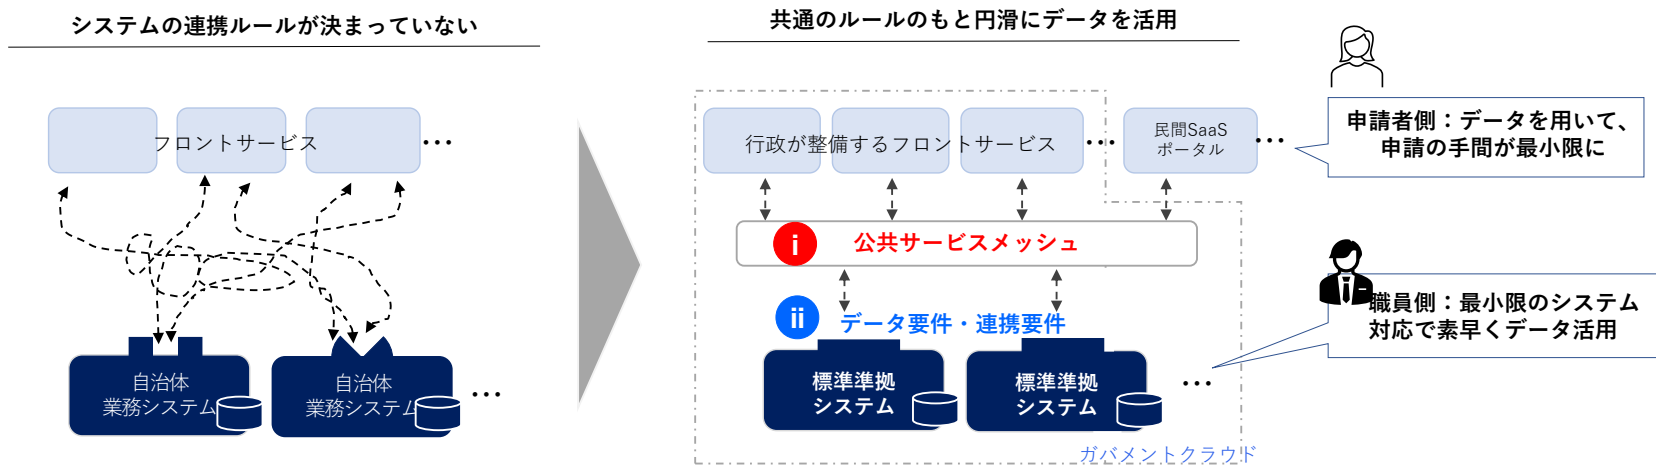 システムの連携ルールが決まっていない
フロントサービス
…
自治体
業務システム
自治体
業務システム
…
共通のルールのもと円滑にデータを活用
行政が整備するフロントサービス
…
民間SaaS
ポータル
…
申請者側：データを用いて、
申請の手間が最小限に
i
公共サービスメッシュ
ii
データ要件・連携要件
標準準拠
システム
標準準拠
システム
…
職員側：最小限のシステム
対応で素早くデータ活用
ガバメントクラウド